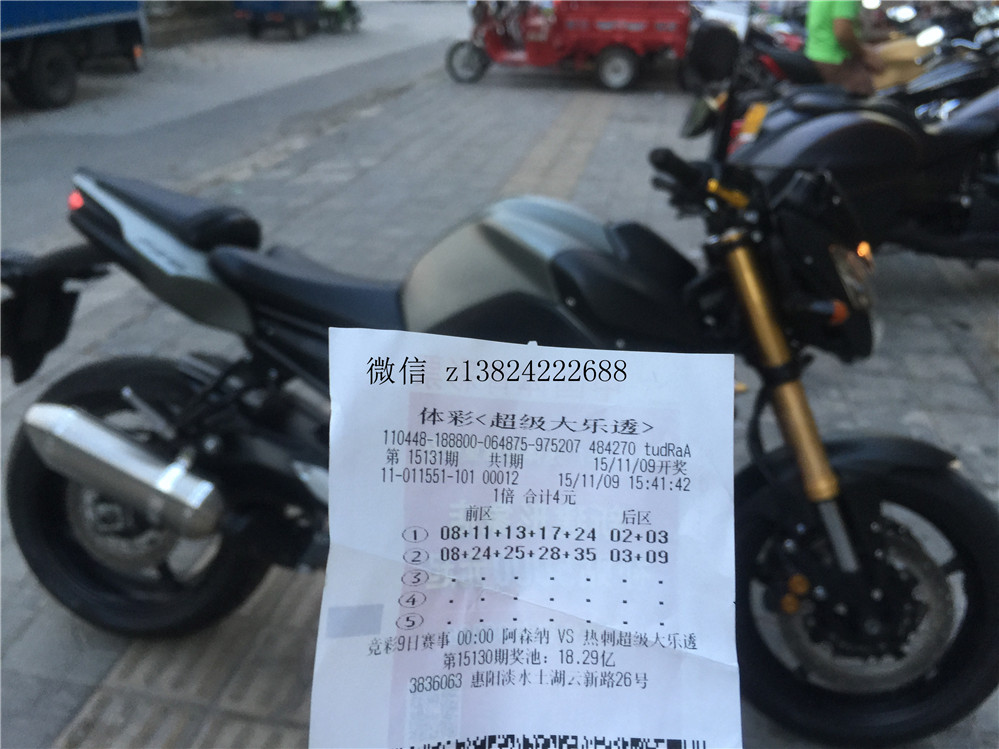 微信 z13824222688
体彩<超级大乐透>
110448-188800-064875-975207 484270 tudRaA
第 15131期 共1期 15/11/09开奖
11-011551-101 00012 15/11/09 15:41:42
1倍 合计4元
前区 后区
① 08+11+13+17+24 02+03
② 08+24+25+28+35 03+09
③
④
⑤
竞彩9日赛事 00:00 阿森纳 VS 热刺超级大乐透
第15130期奖池: 18.29亿
3836063 惠阳淡水土湖云新路26号